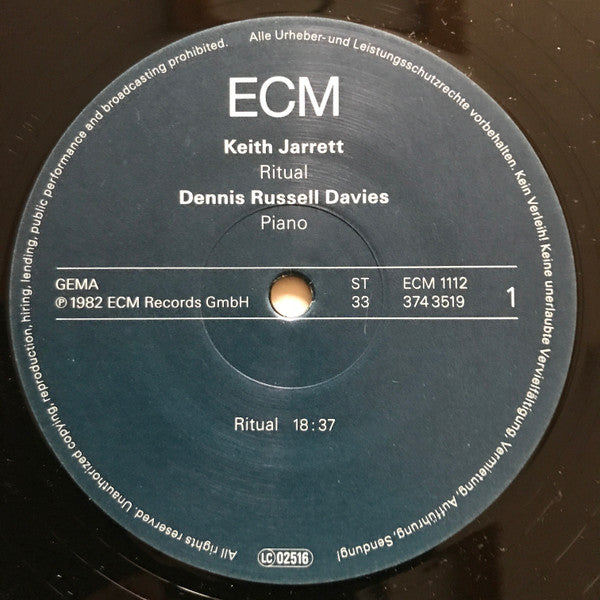 Alle Urheber- und Leistungsschutzrechte vorbehalten. Kein Verleih! Keine unerlaubte Vervielfältigung, Vermietung, Aufführung, Sendung!
ECM
Keith Jarrett
Ritual
Dennis Russell Davies
Piano
GEMA ST ECM 1112
℗ 1982 ECM Records GmbH 33 374 3519 1
Ritual 18:37
LC 02516
All rights reserved. Unauthorized copying, reproduction, hiring, lending, public performance and broadcasting prohibited.